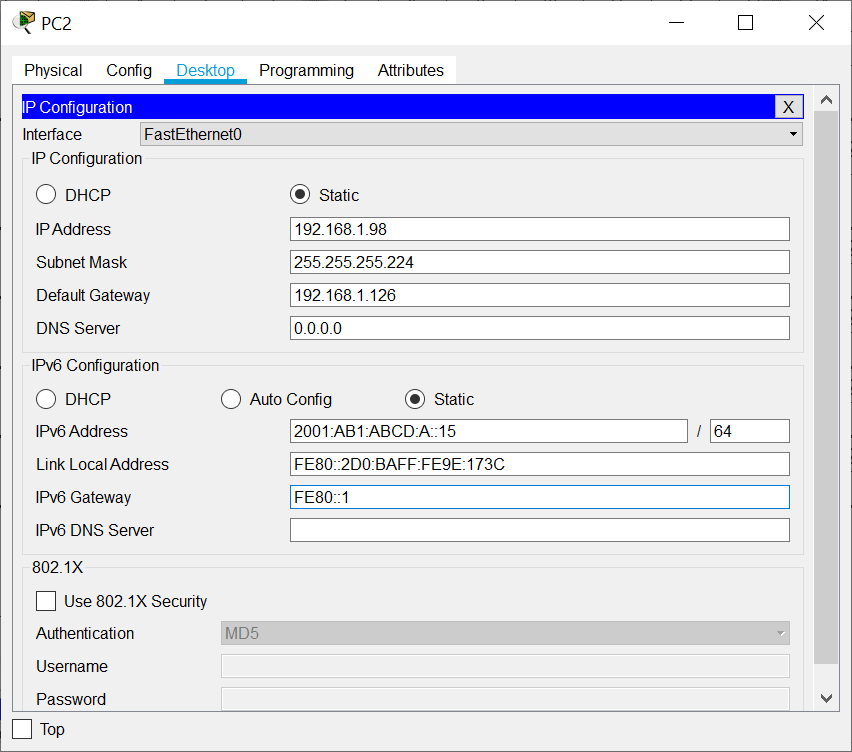 PC2
Physical Config Desktop Programming Attributes
IP Configuration X
Interface FastEthernet0
IP Configuration
DHCP Static
IP Address 192.168.1.98
Subnet Mask 255.255.255.224
Default Gateway 192.168.1.126
DNS Server 0.0.0.0
IPv6 Configuration
DHCP Auto Config Static
IPv6 Address 2001:AB1:ABCD:A::15 / 64
Link Local Address FE80::2D0:BAFF:FE9E:173C
IPv6 Gateway FE80::1
IPv6 DNS Server
802.1X
Use 802.1X Security
Authentication MD5
Username
Password
Top